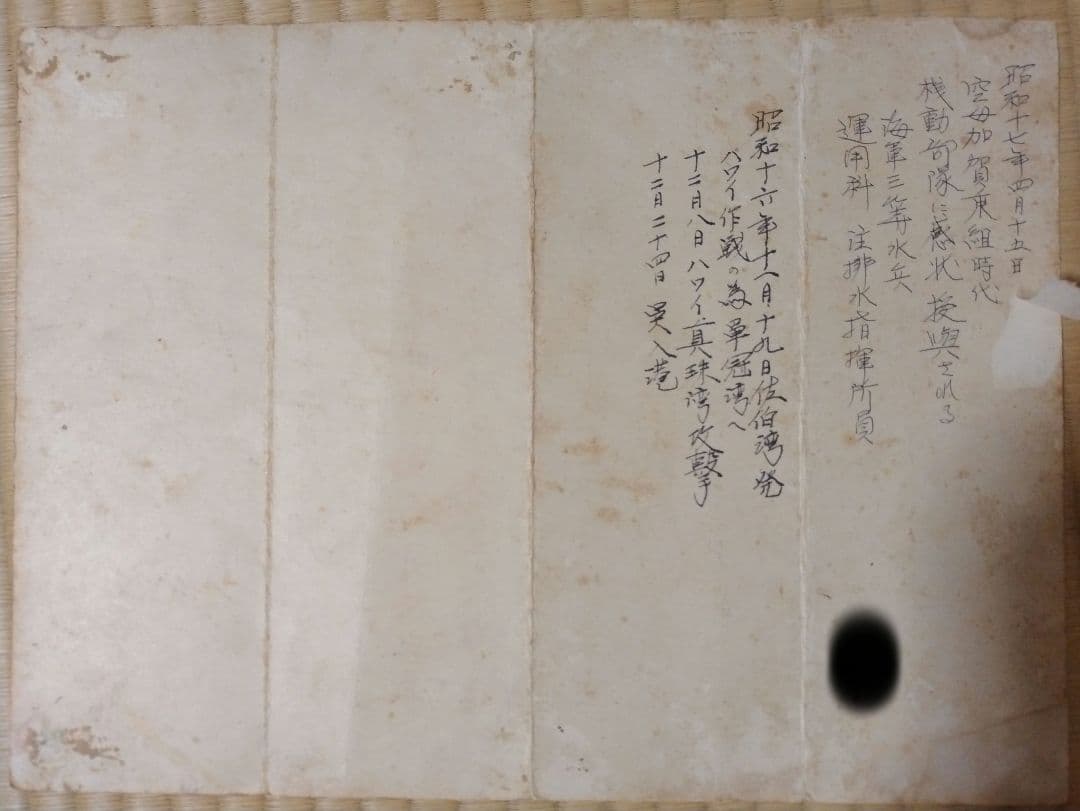 昭和十七年四月十五日
空母加賀乗組時代
機動部隊に感状授與される
海軍三等水兵
運用科 注排水指揮所員
昭和十六年十一月十九日佐伯湾発
ハワイ作戦の為單冠湾へ
十二月八日ハワイ真珠湾攻撃
十二月二十四日 呉入港